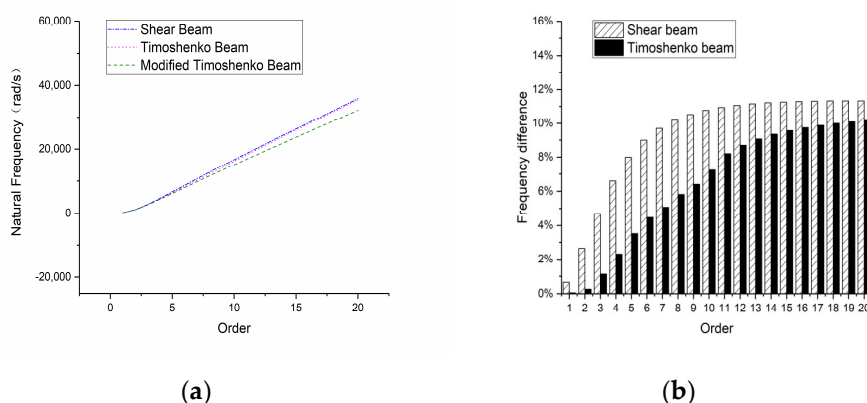 Shear Beam
Timoshenko Beam
Modified Timoshenko Beam
60,000
40,000
20,000
0
-20,000
Natural Frequency（rad/s）
0 5 10 15 20
Order
(a)
Shear beam
Timoshenko beam
16%
14%
12%
10%
8%
6%
4%
2%
0%
Frequency difference
1 2 3 4 5 6 7 8 9 10 11 12 13 14 15 16 17 18 19 20
Order
(b)